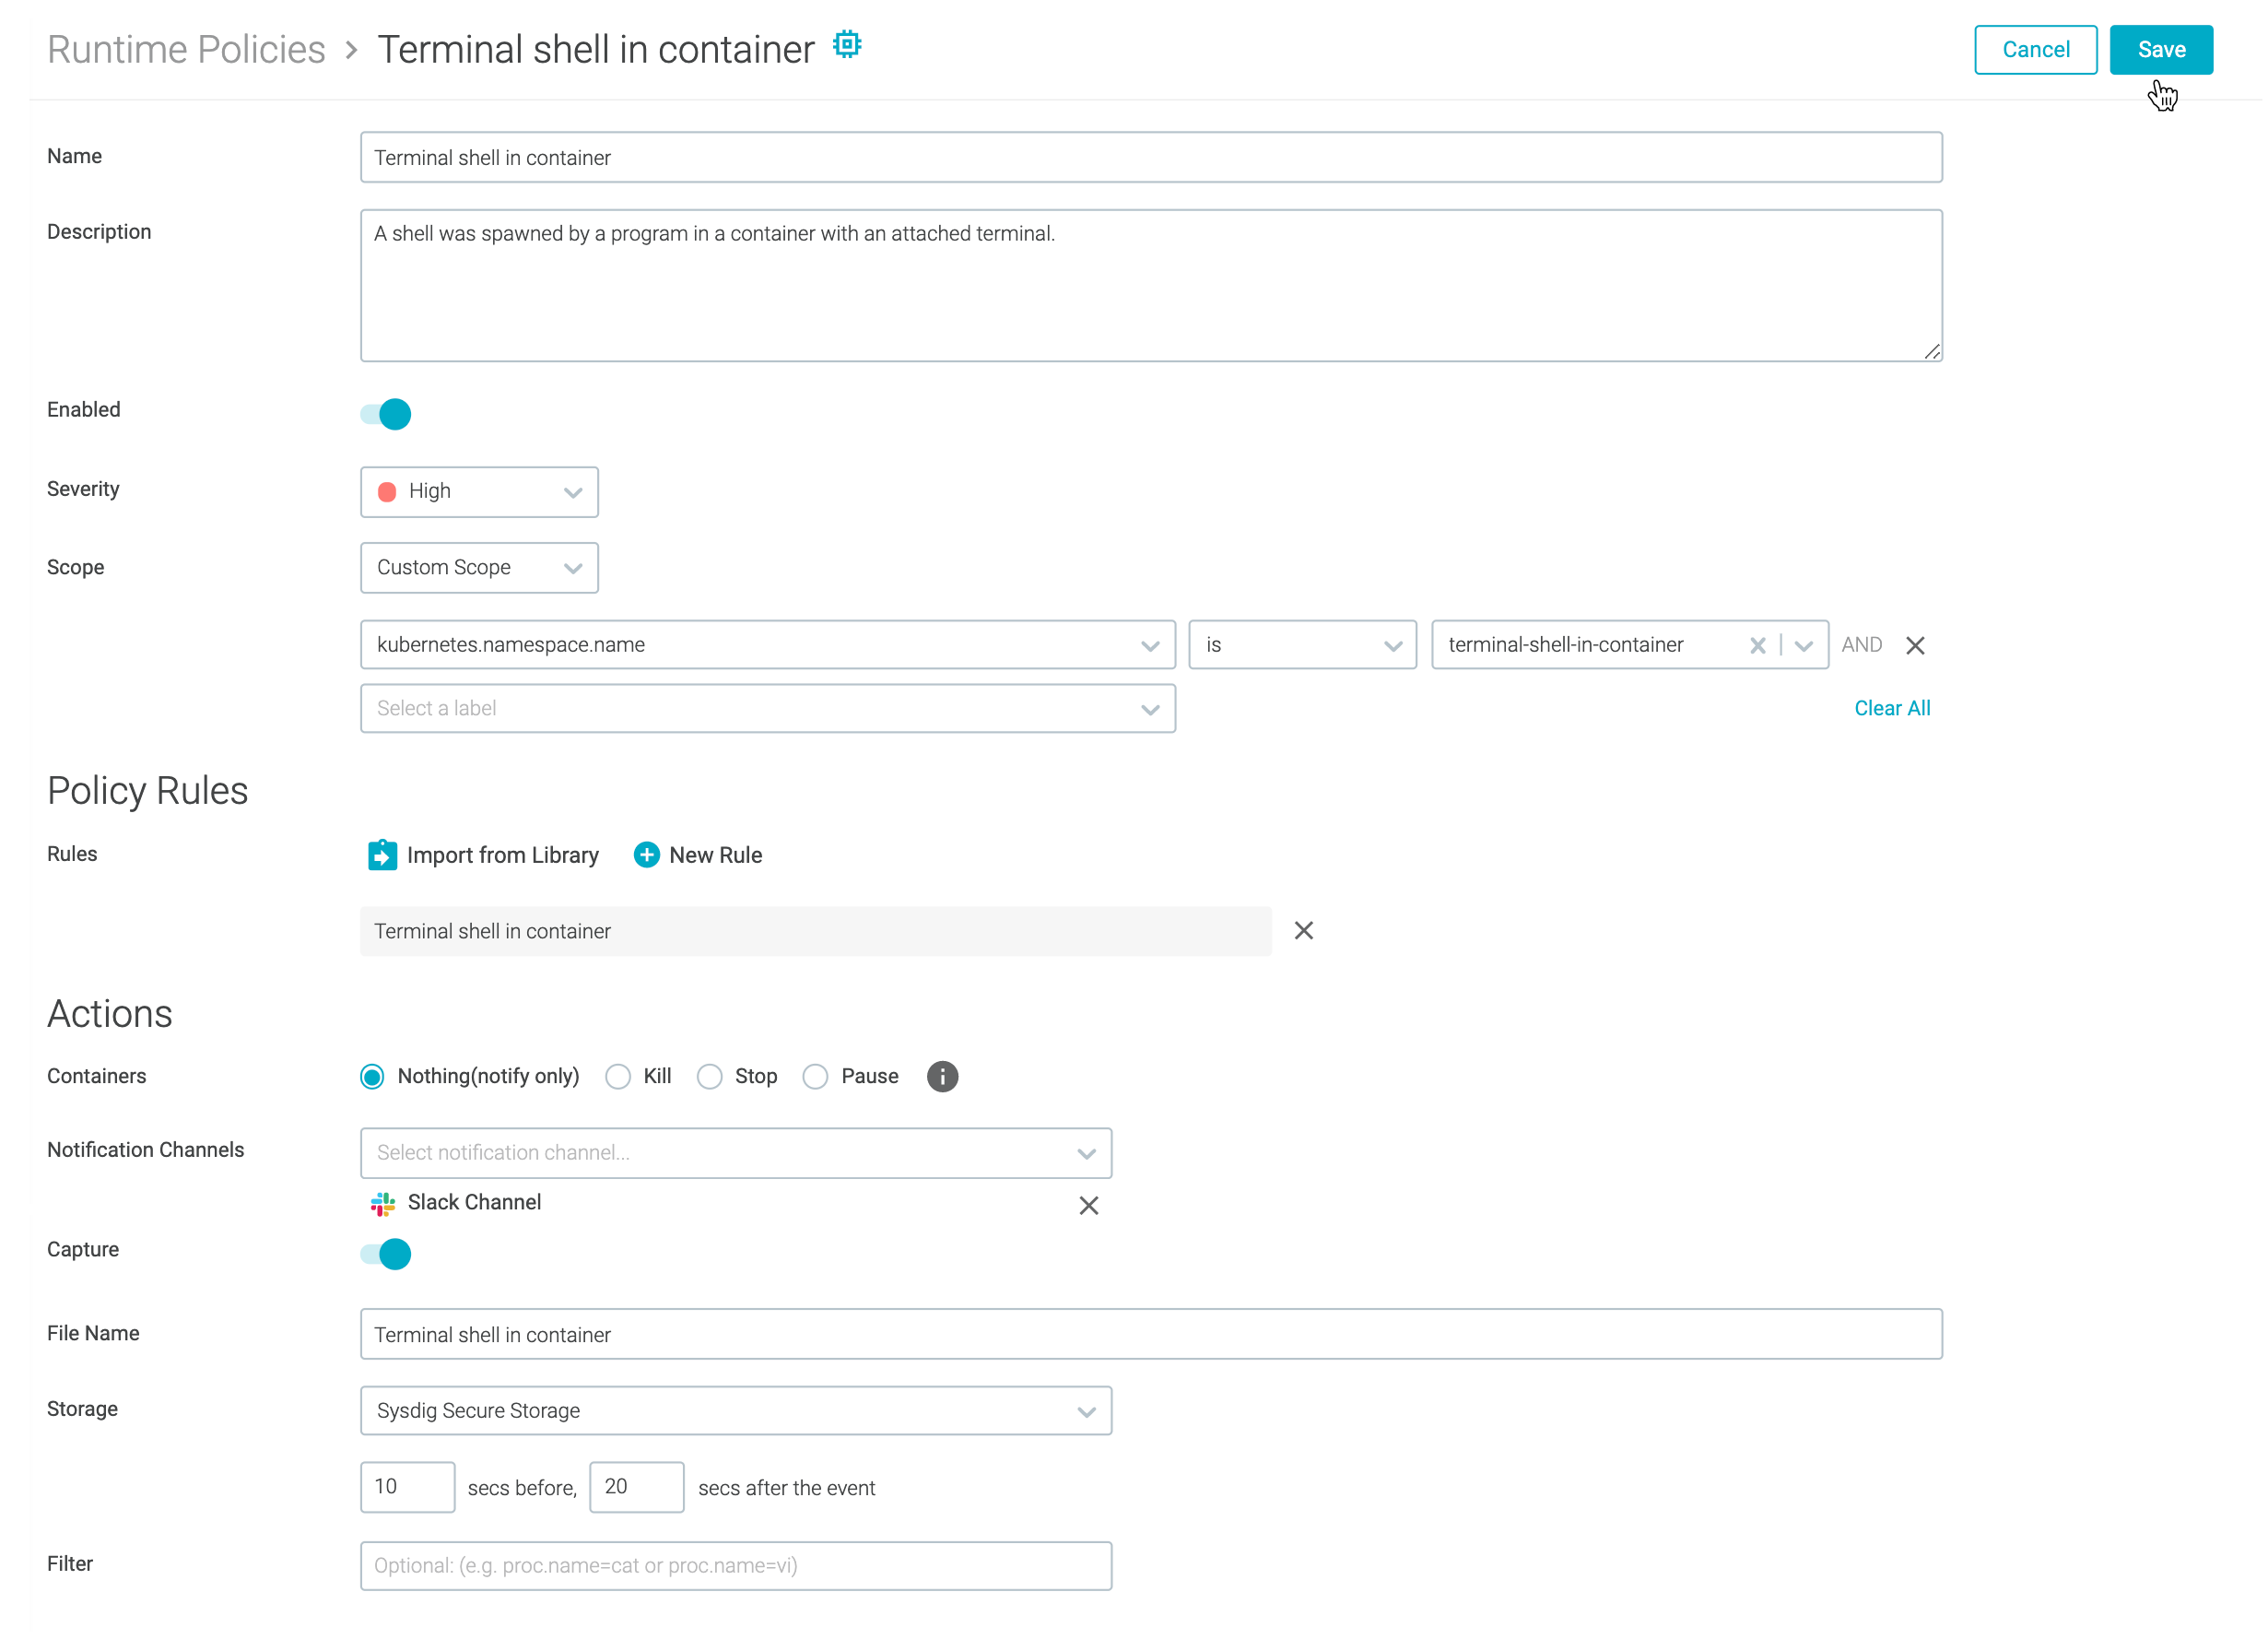 Runtime Policies > Terminal shell in container
Cancel
Save
Name
Terminal shell in container
Description
A shell was spawned by a program in a container with an attached terminal.
Enabled
Severity
High
Scope
Custom Scope
kubernetes.namespace.name
is
terminal-shell-in-container
AND
Select a label
Clear All
Policy Rules
Rules
Import from Library
New Rule
Terminal shell in container
Actions
Containers
Nothing(notify only)
Kill
Stop
Pause
Notification Channels
Select notification channel...
Slack Channel
Capture
File Name
Terminal shell in container
Storage
Sysdig Secure Storage
10 secs before, 20 secs after the event
Filter
Optional: (e.g. proc.name=cat or proc.name=vi)